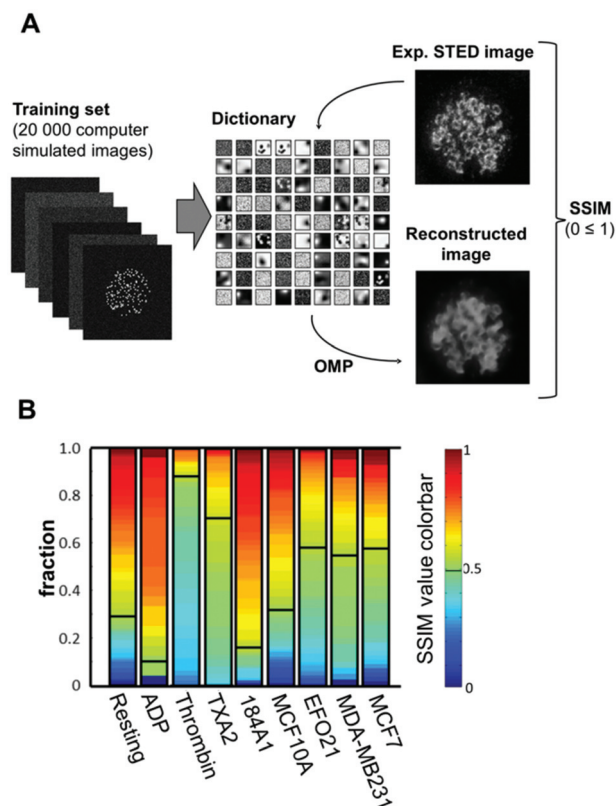 A
Exp. STED image
Training set
(20 000 computer
simulated images)
Dictionary
SSIM
(0 ≤ 1)
Reconstructed
image
OMP
B
1.0
0.8
0.6
0.4
0.2
0
fraction
Resting
ADP
Thrombin
TXA2
184A1
MCF10A
EFO21
MDA-MB231
MCF7
1
0.5
0
SSIM value colorbar